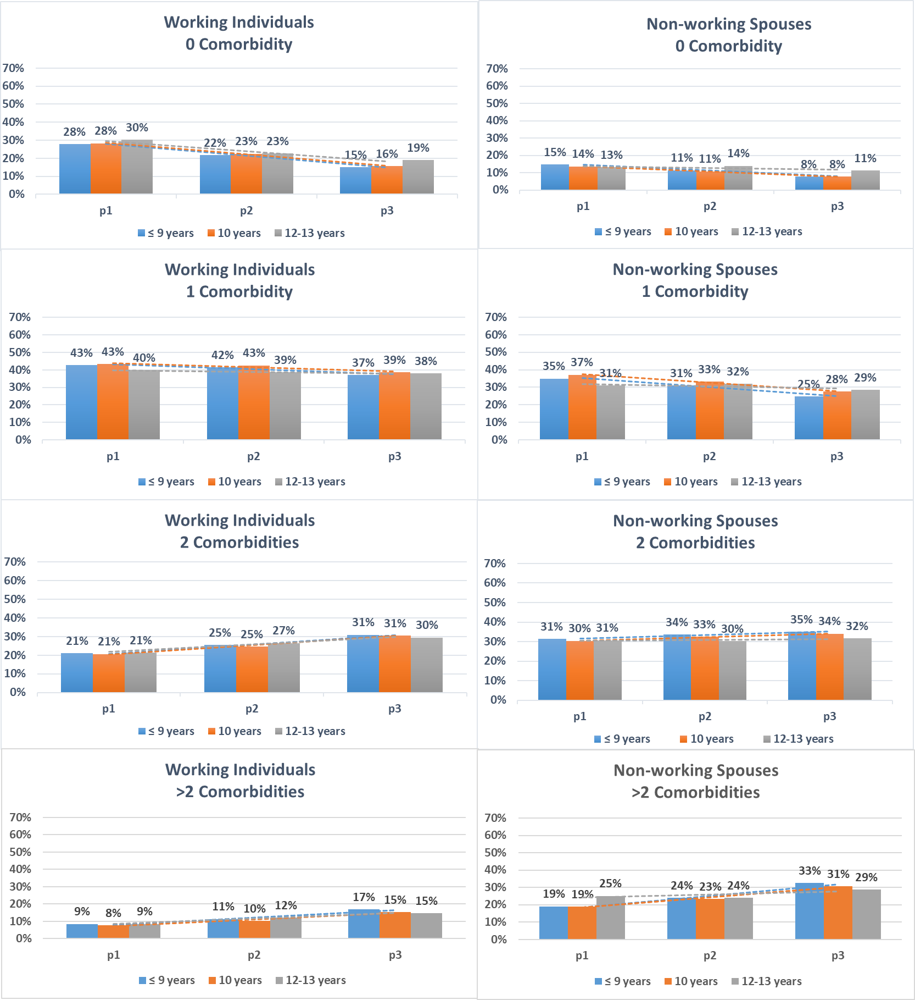 Working Individuals
0 Comorbidity
70%
60%
50%
40%
30%
20%
10%
0%
28% 28% 30%
22% 23% 23%
15% 16% 19%
p1 p2 p3
≤ 9 years 10 years 12-13 years
Non-working Spouses
0 Comorbidity
70%
60%
50%
40%
30%
20%
10%
0%
15% 14% 13%
11% 11% 14%
8% 8% 11%
p1 p2 p3
≤ 9 years 10 years 12-13 years
Working Individuals
1 Comorbidity
70%
60%
50%
40%
30%
20%
10%
0%
43% 43% 40%
42% 43% 39%
37% 39% 38%
p1 p2 p3
≤ 9 years 10 years 12-13 years
Non-working Spouses
1 Comorbidity
70%
60%
50%
40%
30%
20%
10%
0%
35% 37% 31%
31% 33% 32%
25% 28% 29%
p1 p2 p3
≤ 9 years 10 years 12-13 years
Working Individuals
2 Comorbidities
70%
60%
50%
40%
30%
20%
10%
0%
21% 21% 21%
25% 25% 27%
31% 31% 30%
p1 p2 p3
≤ 9 years 10 years 12-13 years
Non-working Spouses
2 Comorbidities
70%
60%
50%
40%
30%
20%
10%
0%
31% 30% 31%
34% 33% 30%
35% 34% 32%
p1 p2 p3
≤ 9 years 10 years 12-13 years
Working Individuals
>2 Comorbidities
70%
60%
50%
40%
30%
20%
10%
0%
9% 8% 9%
11% 10% 12%
17% 15% 15%
p1 p2 p3
≤ 9 years 10 years 12-13 years
Non-working Spouses
>2 Comorbidities
70%
60%
50%
40%
30%
20%
10%
0%
19% 19% 25%
24% 23% 24%
33% 31% 29%
p1 p2 p3
≤ 9 years 10 years 12-13 years